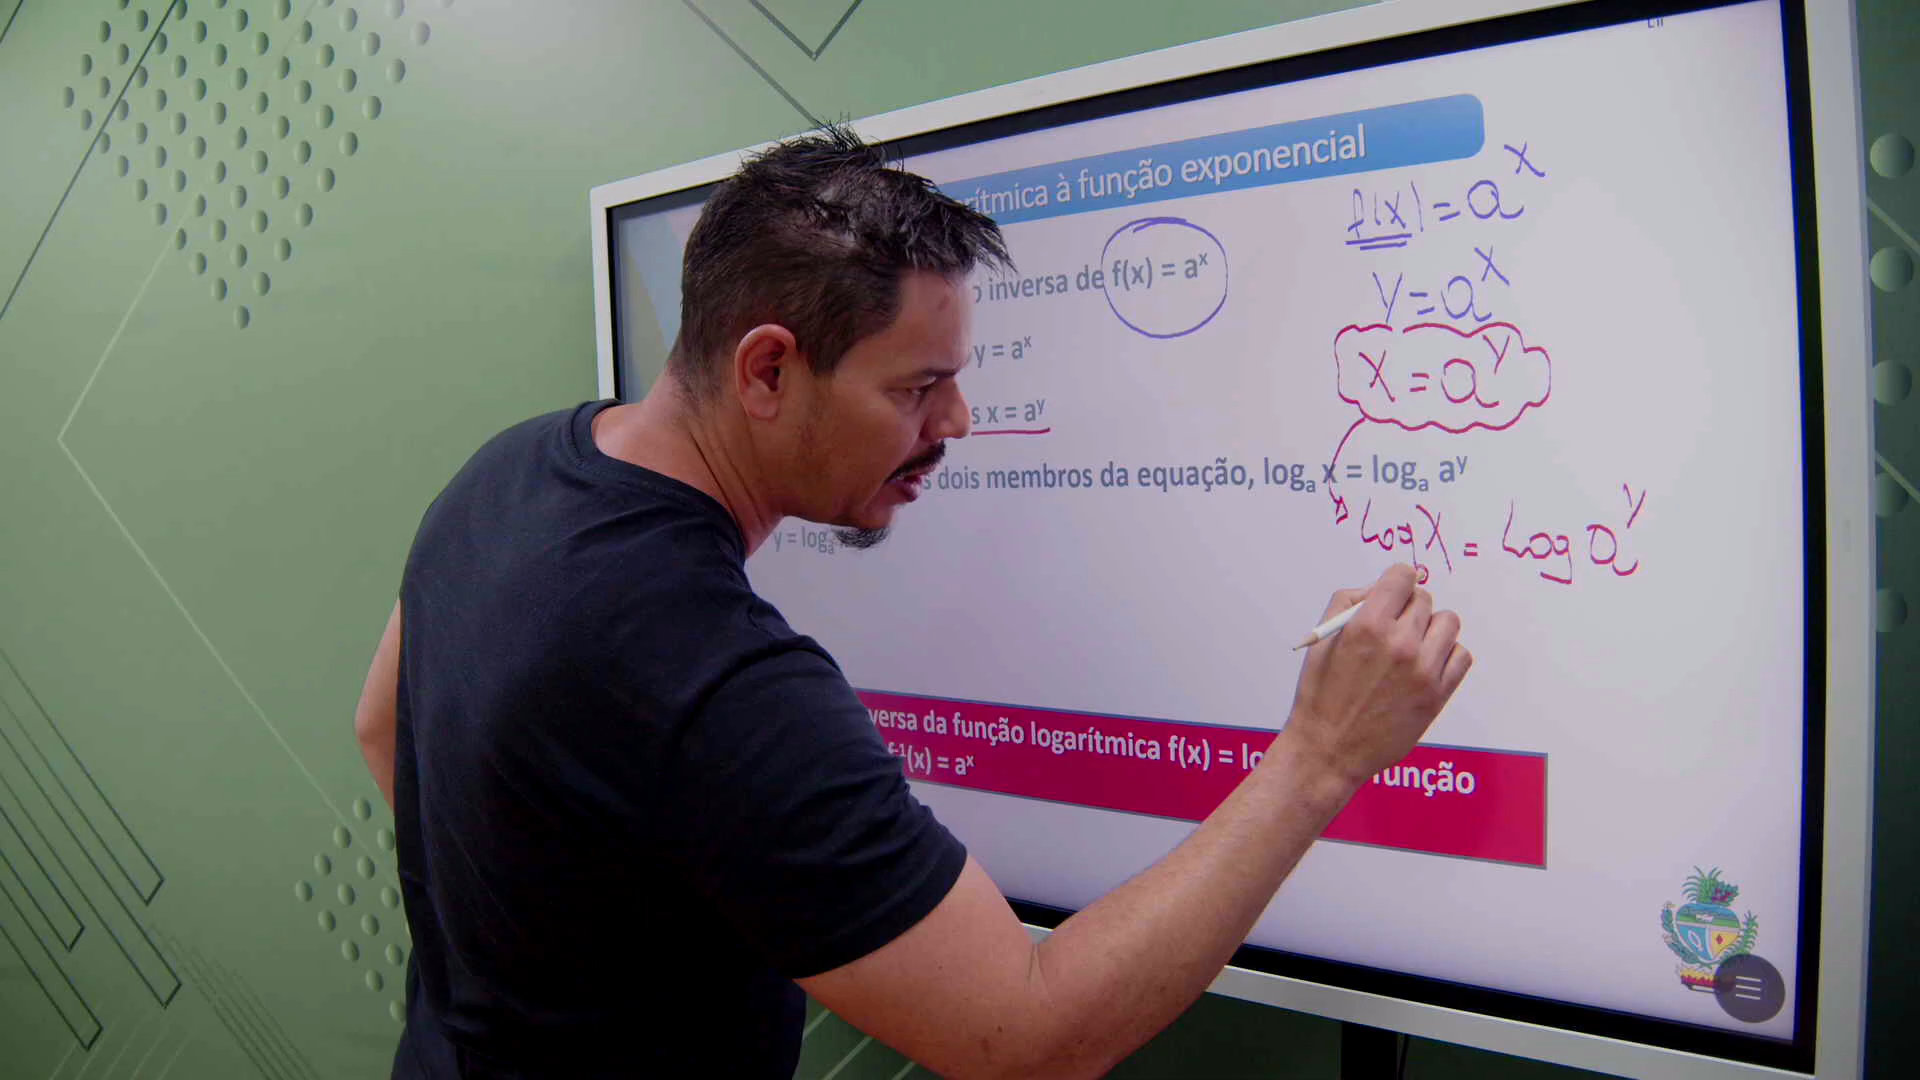 rítmica à função exponencial
inversa de f(x) = aˣ
y = aˣ
s x = aʸ
s dois membros da equação, logₐ x = logₐ aʸ
y = logₐ
f(x) = aˣ
y = aˣ
x = aʸ
log x = log aʸ
versa da função logarítmica f(x) = lo função
f⁻¹(x) = aˣ